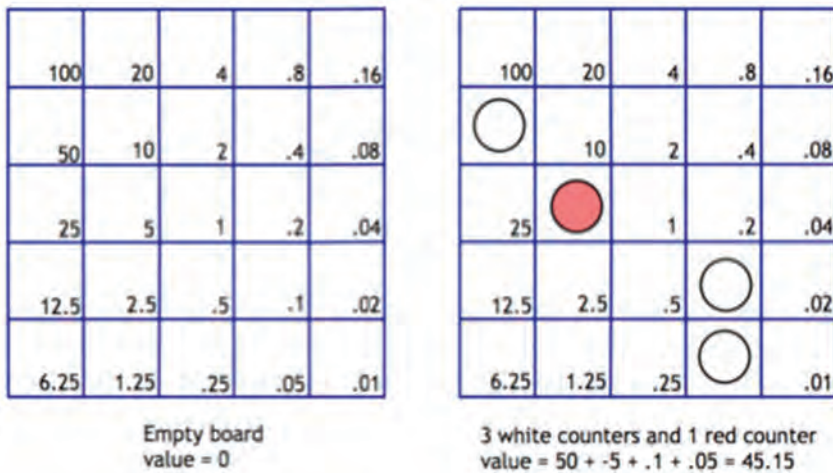 100 20 4 .8 .16
50 10 2 .4 .08
25 5 1 .2 .04
12.5 2.5 .5 .1 .02
6.25 1.25 .25 .05 .01
Empty board
value = 0
100 20 4 .8 .16
10 2 .4 .08
25 1 .2 .04
12.5 2.5 .5 .02
6.25 1.25 .25 .01
3 white counters and 1 red counter
value = 50 + -5 + .1 + .05 = 45.15